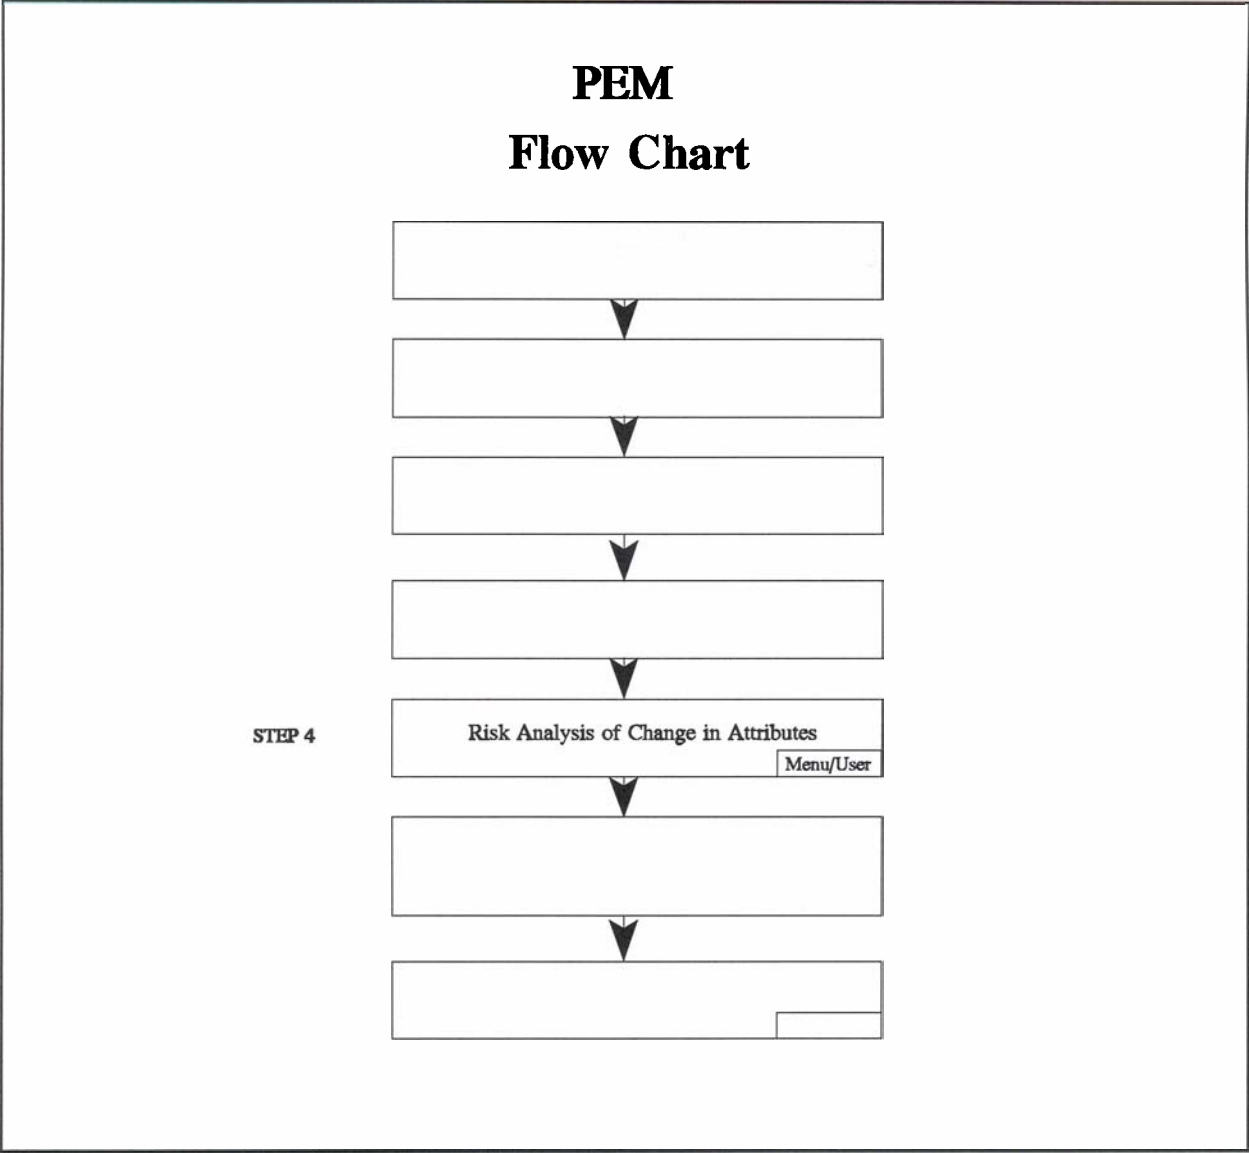 PEM
Flow Chart
STEP 4
Risk Analysis of Change in Attributes
Menu/User